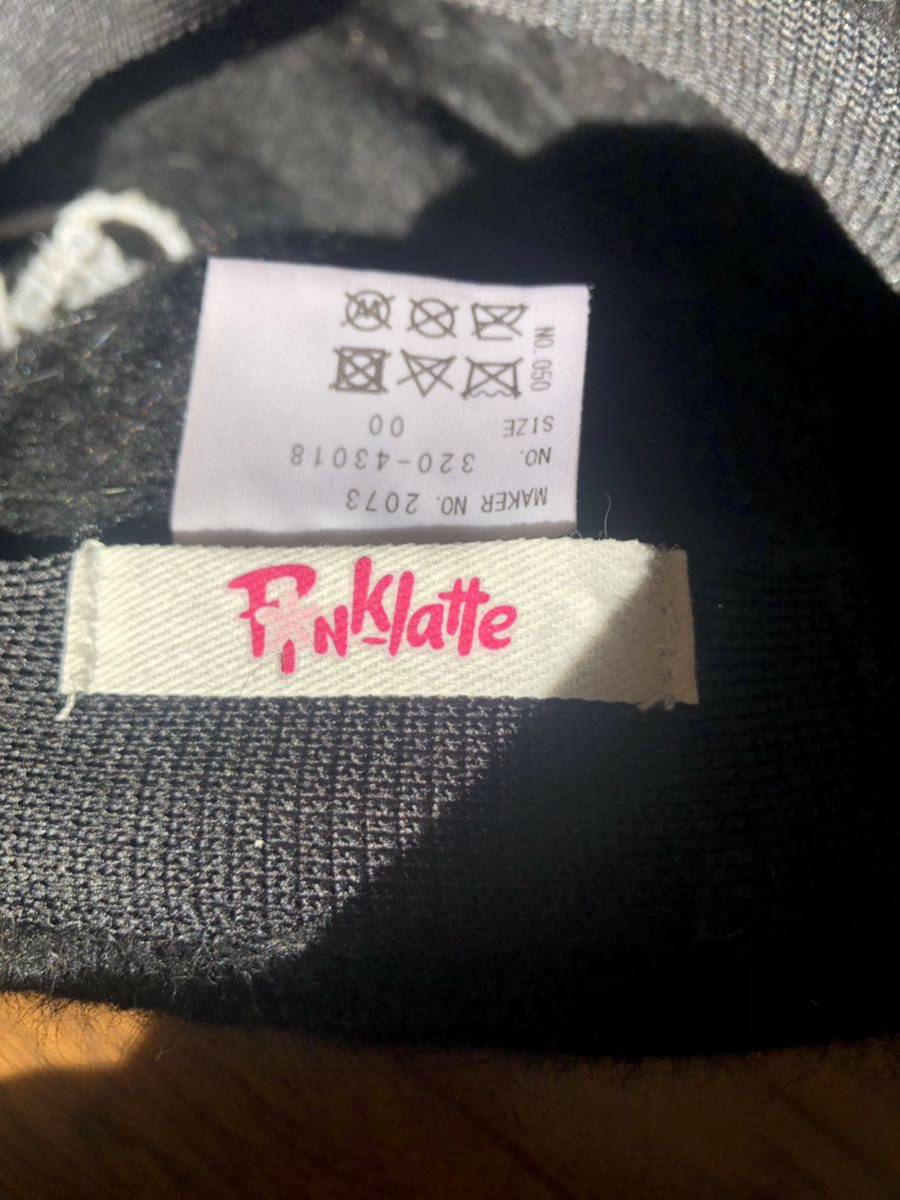 MAKER NO. 2073
NO. 320-43018
SIZE 00
NO. 050
W
PINKlatte